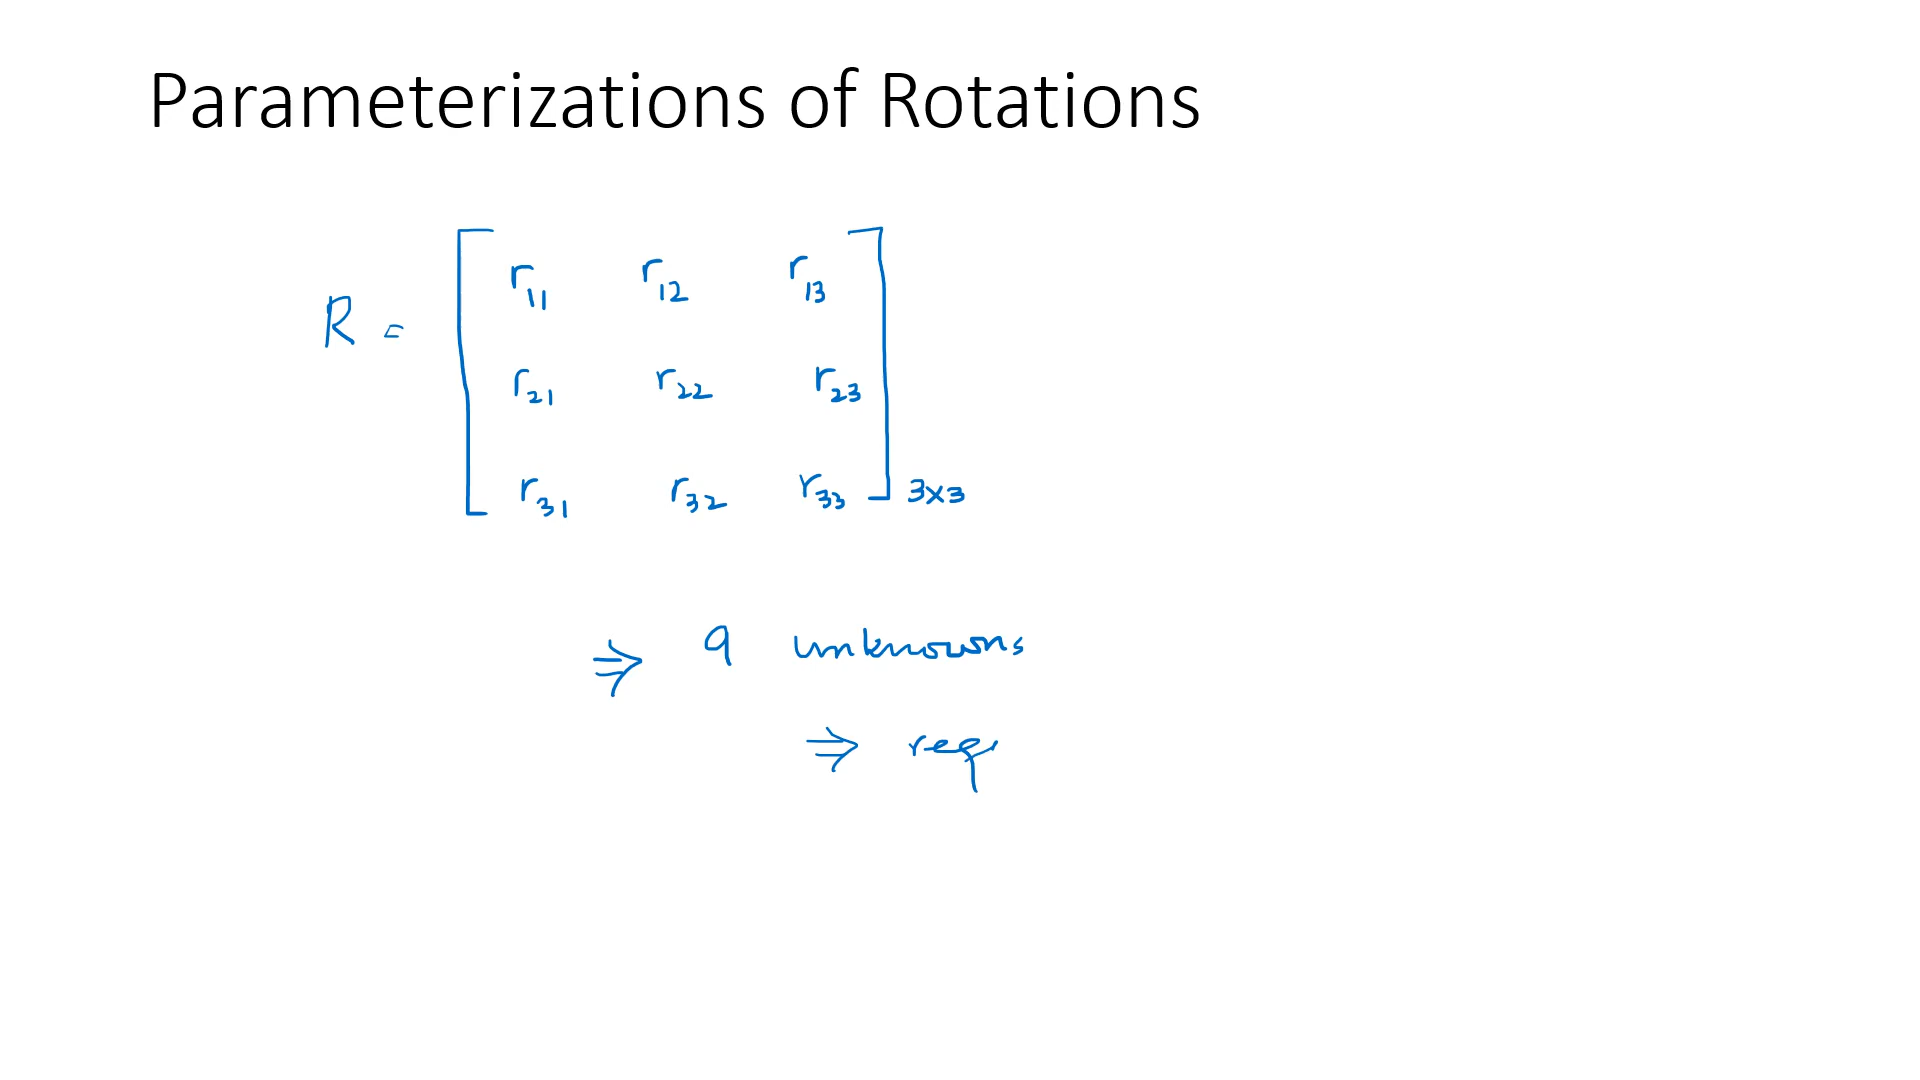 Parameterizations of Rotations
r11 r12 r13
R =
r21 r22 r23
r31 r32 r33 3x3
⇒ 9 unknowns
⇒ req